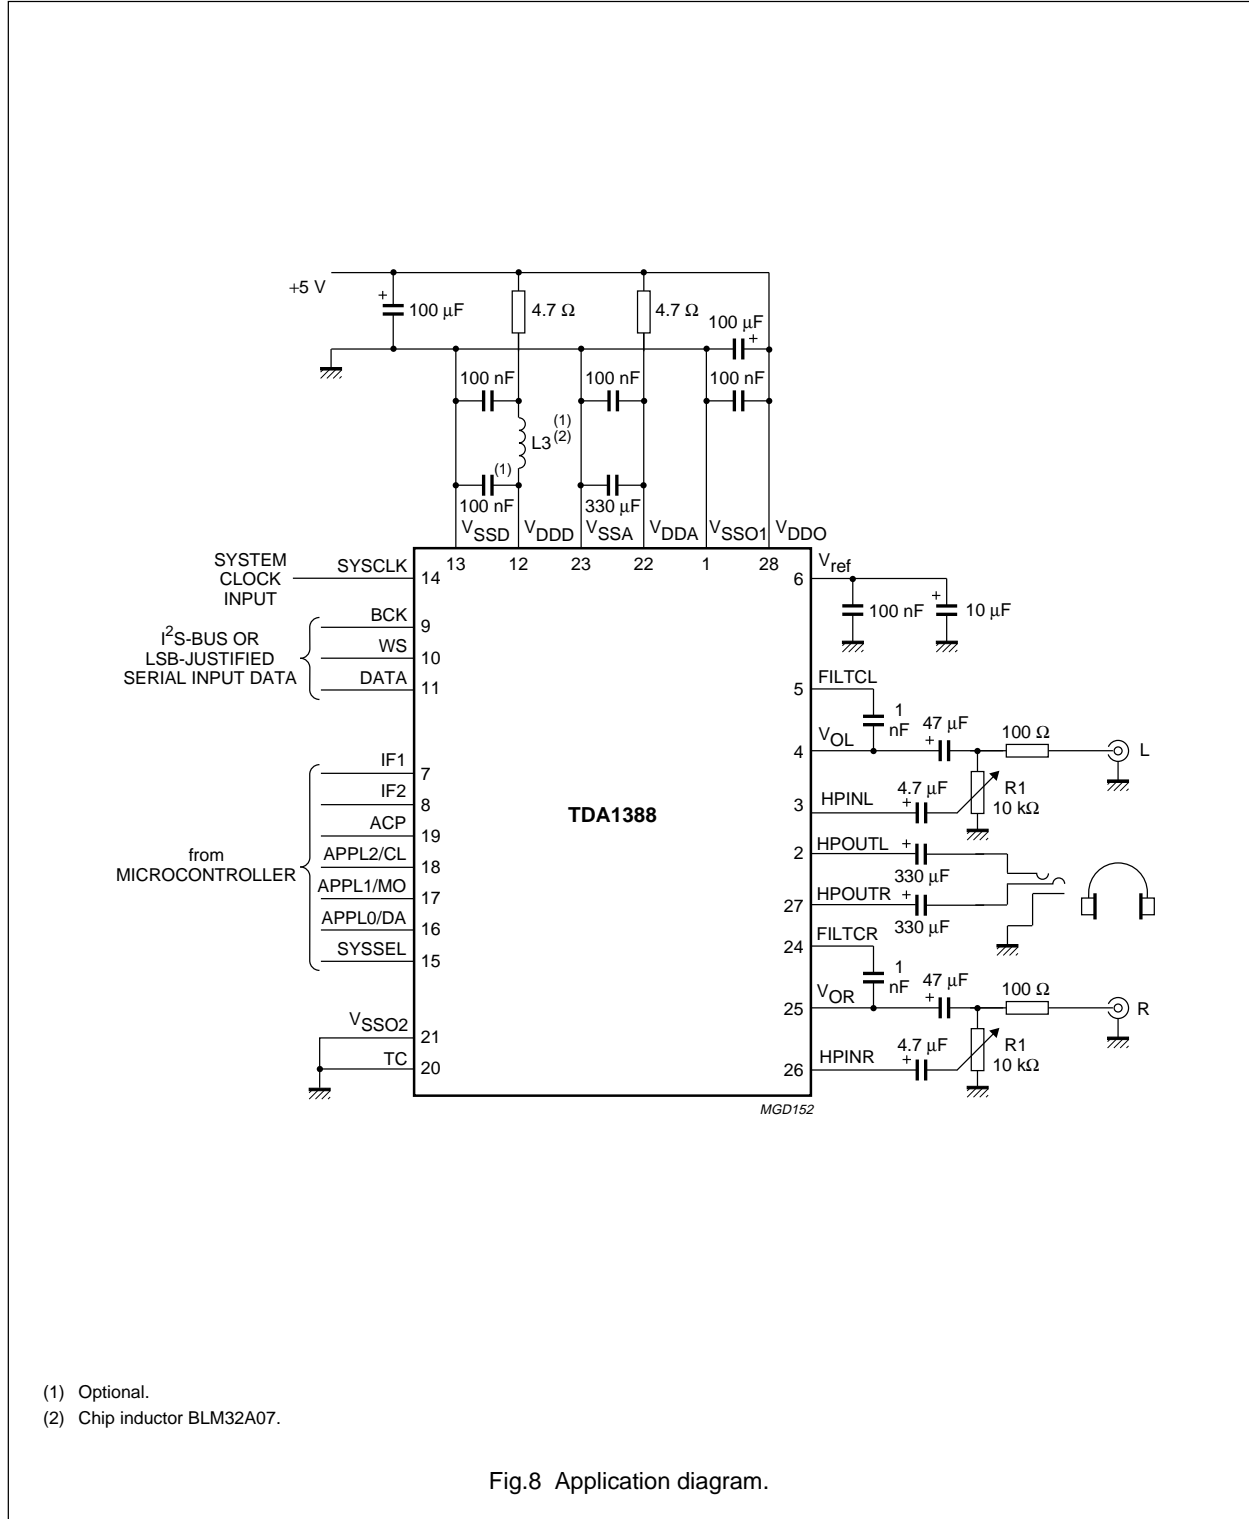 +5 V
+
100 µF
4.7 Ω
4.7 Ω
100 µF
+
100 nF
100 nF
100 nF
L3 (1)
(2)
(1)
100 nF
330 µF
VSSD
VDDD
VSSA
VDDA
VSSO1
VDDO
13
12
23
22
1
28
SYSTEM
CLOCK
INPUT
SYSCLK
14
I2S-BUS OR
LSB-JUSTIFIED
SERIAL INPUT DATA
BCK
9
WS
10
DATA
11
from
MICROCONTROLLER
IF1
7
IF2
8
ACP
19
APPL2/CL
18
APPL1/MO
17
APPL0/DA
16
SYSSEL
15
VSSO2
21
TC
20
TDA1388
6
Vref
100 nF
+
10 µF
5
FILTCL
1
nF
4
VOL
47 µF
+
100 Ω
L
3
HPINL
4.7 µF
+
R1
10 kΩ
2
HPOUTL
+
330 µF
27
HPOUTR
+
330 µF
24
FILTCR
1
nF
25
VOR
47 µF
+
100 Ω
R
26
HPINR
4.7 µF
+
R1
10 kΩ
MGD152
(1) Optional.
(2) Chip inductor BLM32A07.
Fig.8 Application diagram.